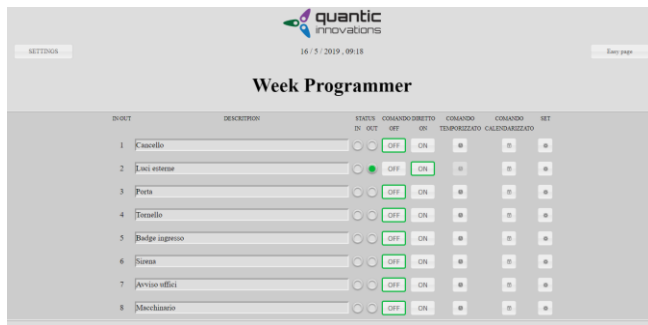 quantic
innovations
SETTINGS
16 / 5 / 2019 , 09:18
Easy page
Week Programmer
IN OUT DESCRIPTION STATUS COMANDO DIRETTO COMANDO COMANDO SET
IN OUT OFF ON TEMPORIZZATO CALENDARIZZATO
1 Cancello OFF ON
2 Luci esterne OFF ON
3 Porta OFF ON
4 Tornello OFF ON
5 Badge ingresso OFF ON
6 Sirena OFF ON
7 Avviso uffici OFF ON
8 Macchinario OFF ON